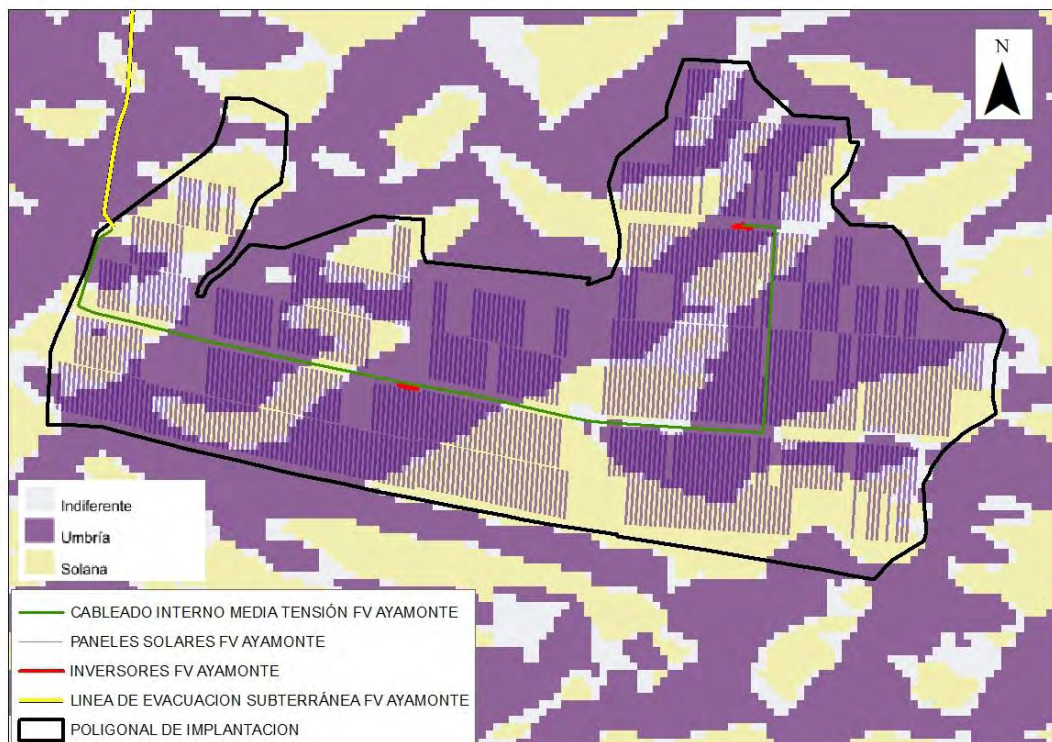 N
Indiferente
Umbría
Solana
CABLEADO INTERNO MEDIA TENSIÓN FV AYAMONTE
PANELES SOLARES FV AYAMONTE
INVERSORES FV AYAMONTE
LINEA DE EVACUACION SUBTERRÁNEA FV AYAMONTE
POLIGONAL DE IMPLANTACION